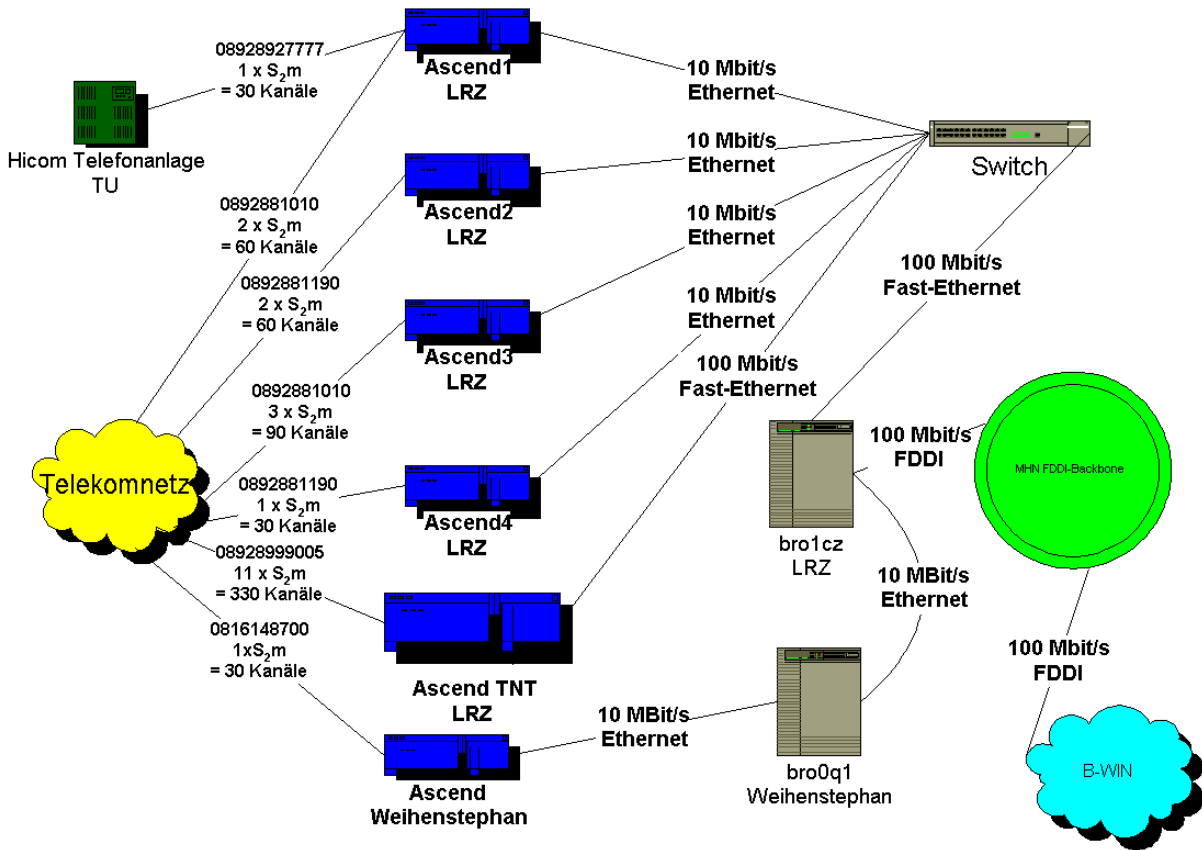 08928927777
1 x S₂m
= 30 Kanäle
Hicom Telefonanlage
TU
Ascend1
LRZ
10 Mbit/s
Ethernet
Switch
0892881010
2 x S₂m
= 60 Kanäle
Ascend2
LRZ
10 Mbit/s
Ethernet
0892881190
2 x S₂m
= 60 Kanäle
10 Mbit/s
Ethernet
100 Mbit/s
Fast-Ethernet
Ascend3
LRZ
10 Mbit/s
Ethernet
0892881010
3 x S₂m
= 90 Kanäle
100 Mbit/s
Fast-Ethernet
Telekomnetz
0892881190
1 x S₂m
= 30 Kanäle
Ascend4
LRZ
100 Mbit/s
FDDI
MHN FDDI-Backbone
bro1cz
LRZ
08928999005
11 x S₂m
= 330 Kanäle
10 MBit/s
Ethernet
0816148700
1xS₂m
= 30 Kanäle
Ascend TNT
LRZ
100 Mbit/s
FDDI
10 MBit/s
Ethernet
bro0q1
Weihenstephan
B-WIN
Ascend
Weihenstephan